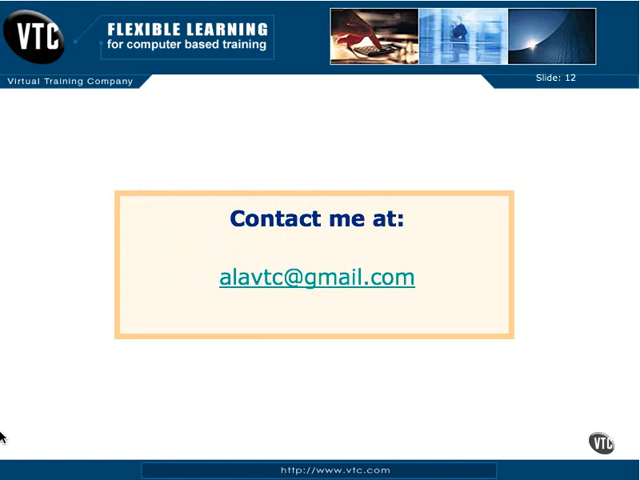 VTC
FLEXIBLE LEARNING
for computer based training
Virtual Training Company
Slide: 12
Contact me at:
alavtc@gmail.com
VTC
http://www.vtc.com